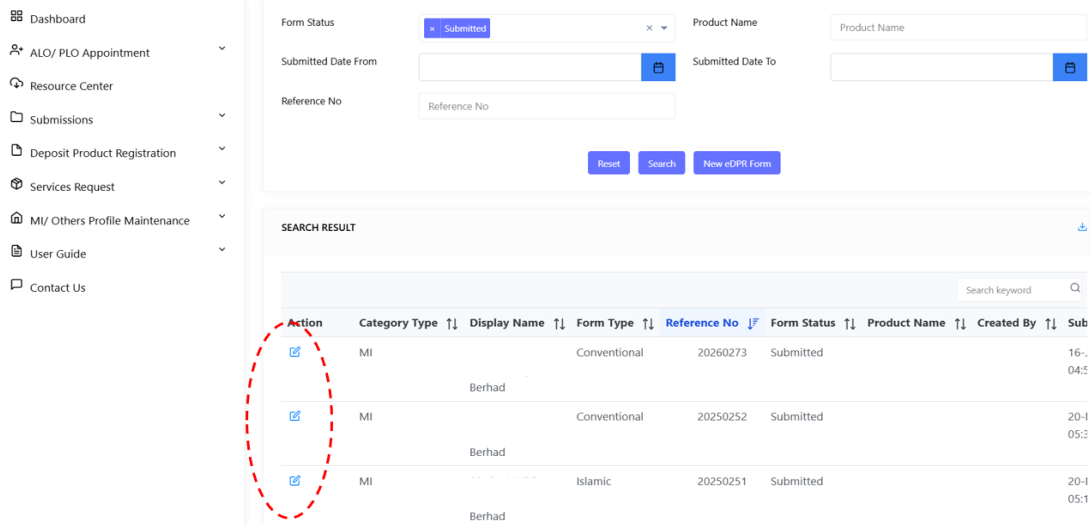 Dashboard
ALO/ PLO Appointment
Resource Center
Submissions
Deposit Product Registration
Services Request
MI/ Others Profile Maintenance
User Guide
Contact Us
Form Status × Submitted × Product Name Product Name
Submitted Date From Submitted Date To
Reference No Reference No
Reset Search New eDPR Form
SEARCH RESULT
Search keyword
Action Category Type Display Name Form Type Reference No Form Status Product Name Created By Sub
MI Conventional 20260273 Submitted 16-
04:5
Berhad
MI Conventional 20250252 Submitted 20-
05:3
Berhad
MI Islamic 20250251 Submitted 20-
05:1
Berhad